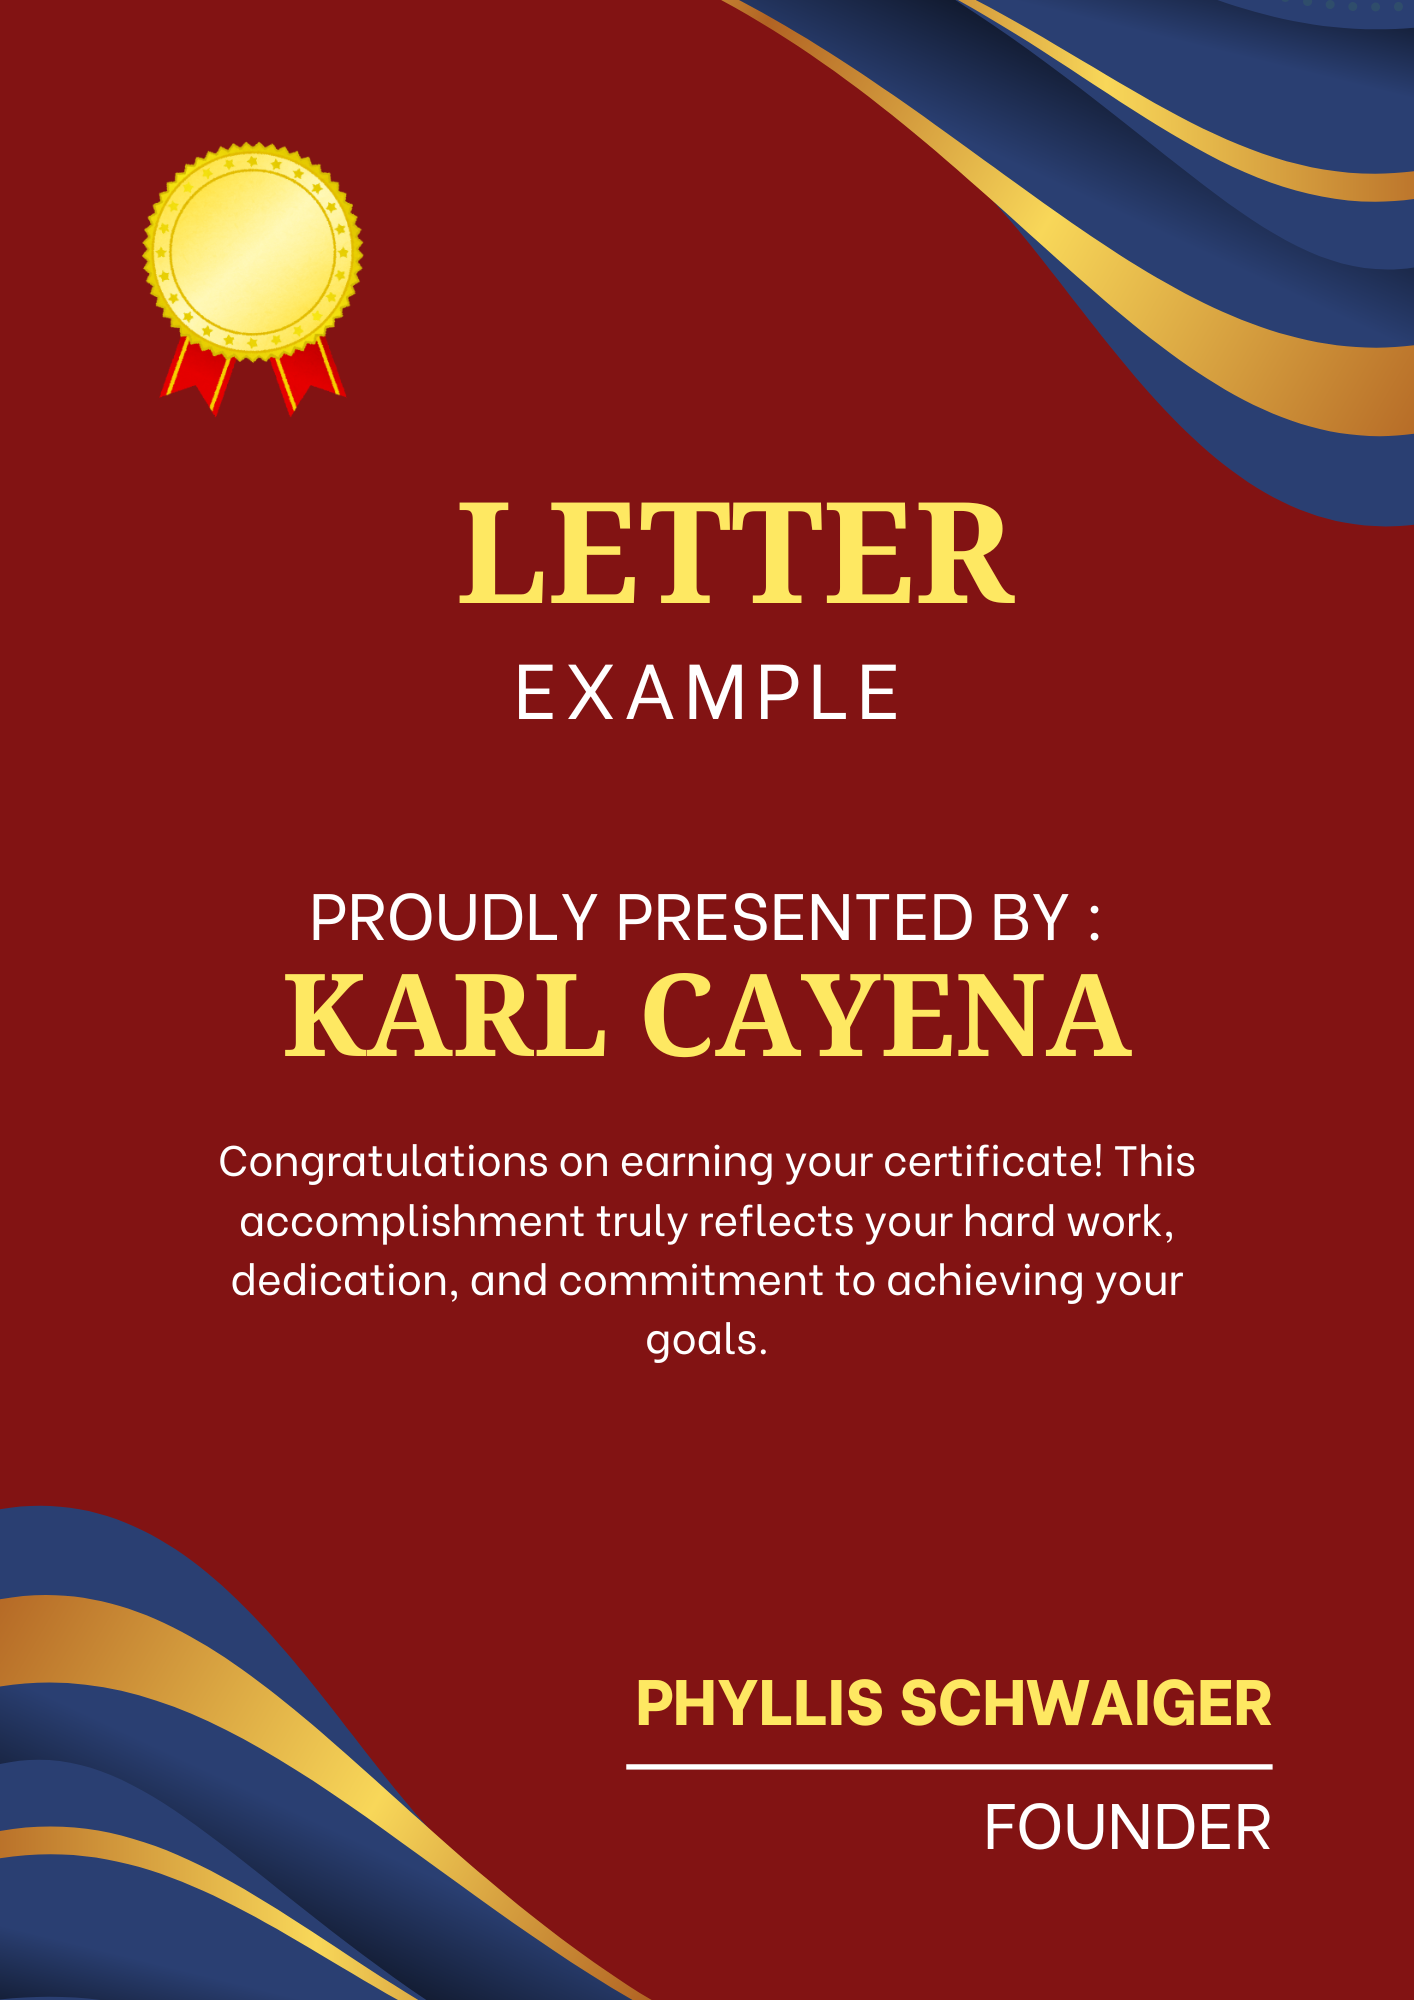 LETTER
EXAMPLE
PROUDLY PRESENTED BY :
KARL CAYENA
Congratulations on earning your certificate! This
accomplishment truly reflects your hard work,
dedication, and commitment to achieving your
goals.
PHYLLIS SCHWAIGER
FOUNDER